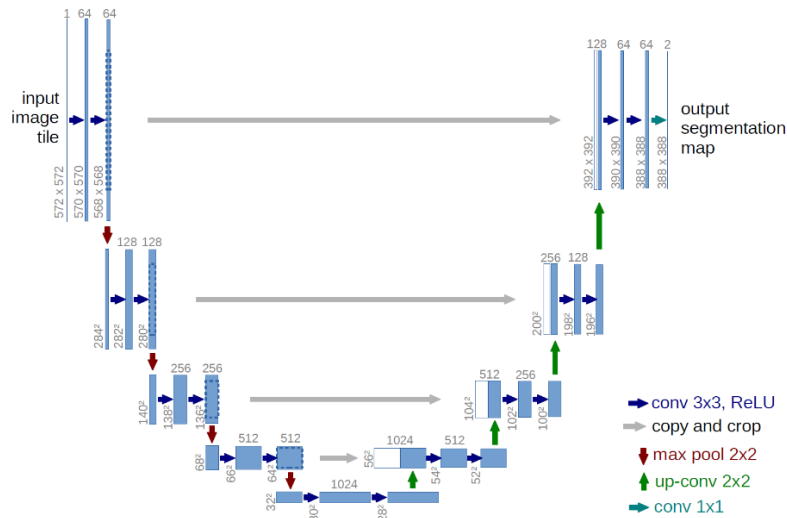 1 64 64
128 64 64 2
input
image
tile
output
segmentation
map
572 x 572
570 x 570
568 x 568
392 x 392
390 x 390
388 x 388
388 x 388
128 128
256 128
284²
282²
280²
200²
198²
196²
256 256
512 256
140²
138²
136²
104²
102²
100²
512 512
1024 512
68²
66²
64²
56²
54²
52²
1024
32²
28²
conv 3x3, ReLU
copy and crop
max pool 2x2
up-conv 2x2
conv 1x1